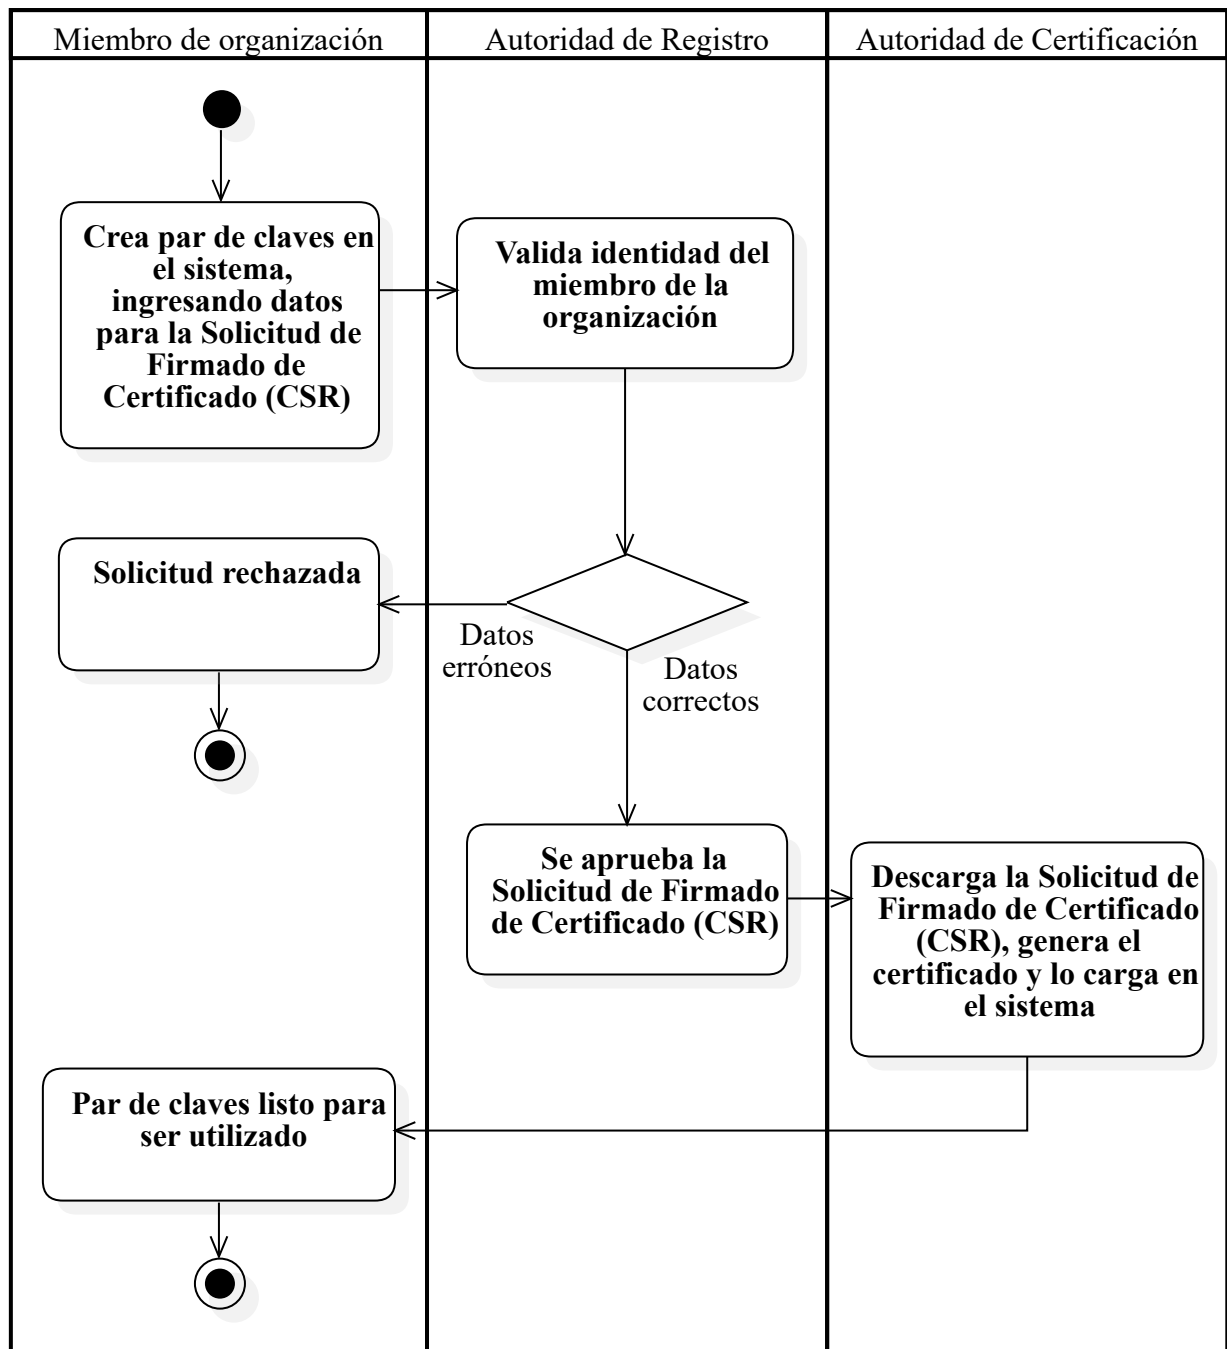 Miembro de organización
Autoridad de Registro
Autoridad de Certificación
Crea par de claves en
el sistema,
ingresando datos
para la Solicitud de
Firmado de
Certificado (CSR)
Valida identidad del
miembro de la
organización
Solicitud rechazada
Datos
erróneos
Datos
correctos
Se aprueba la
Solicitud de Firmado
de Certificado (CSR)
Descarga la Solicitud de
Firmado de Certificado
(CSR), genera el
certificado y lo carga en
el sistema
Par de claves listo para
ser utilizado